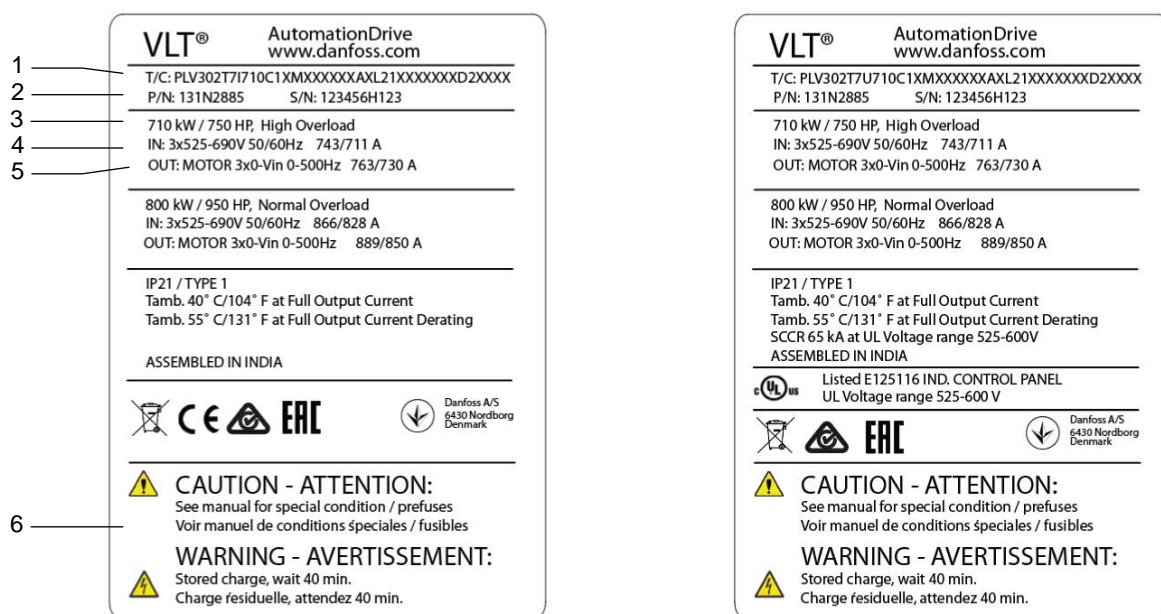 VLT® AutomationDrive
www.danfoss.com
1
T/C: PLV302T7I710C1XMXXXXXXAXL21XXXXXXXD2XXXX
2
P/N: 131N2885 S/N: 123456H123
3
710 kW / 750 HP, High Overload
4
IN: 3x525-690V 50/60Hz 743/711 A
5
OUT: MOTOR 3x0-Vin 0-500Hz 763/730 A
800 kW / 950 HP, Normal Overload
IN: 3x525-690V 50/60Hz 866/828 A
OUT: MOTOR 3x0-Vin 0-500Hz 889/850 A
IP21 / TYPE 1
Tamb. 40˚ C/104˚ F at Full Output Current
Tamb. 55˚ C/131˚ F at Full Output Current Derating
ASSEMBLED IN INDIA
CE EAC
Danfoss A/S
6430 Nordborg
Denmark
CAUTION - ATTENTION:
See manual for special condition / prefuses
6
Voir manuel de conditions śpeciales / fusibles
WARNING - AVERTISSEMENT:
Stored charge, wait 40 min.
Charge ŕesiduelle, attendez 40 min.
VLT® AutomationDrive
www.danfoss.com
T/C: PLV302T7U710C1XMXXXXXXAXL21XXXXXXXD2XXXX
P/N: 131N2885 S/N: 123456H123
710 kW / 750 HP, High Overload
IN: 3x525-690V 50/60Hz 743/711 A
OUT: MOTOR 3x0-Vin 0-500Hz 763/730 A
800 kW / 950 HP, Normal Overload
IN: 3x525-690V 50/60Hz 866/828 A
OUT: MOTOR 3x0-Vin 0-500Hz 889/850 A
IP21 / TYPE 1
Tamb. 40˚ C/104˚ F at Full Output Current
Tamb. 55˚ C/131˚ F at Full Output Current Derating
SCCR 65 kA at UL Voltage range 525-600V
ASSEMBLED IN INDIA
c UL us Listed E125116 IND. CONTROL PANEL
UL Voltage range 525-600 V
EAC
Danfoss A/S
6430 Nordborg
Denmark
CAUTION - ATTENTION:
See manual for special condition / prefuses
Voir manuel de conditions śpeciales / fusibles
WARNING - AVERTISSEMENT:
Stored charge, wait 40 min.
Charge ŕesiduelle, attendez 40 min.